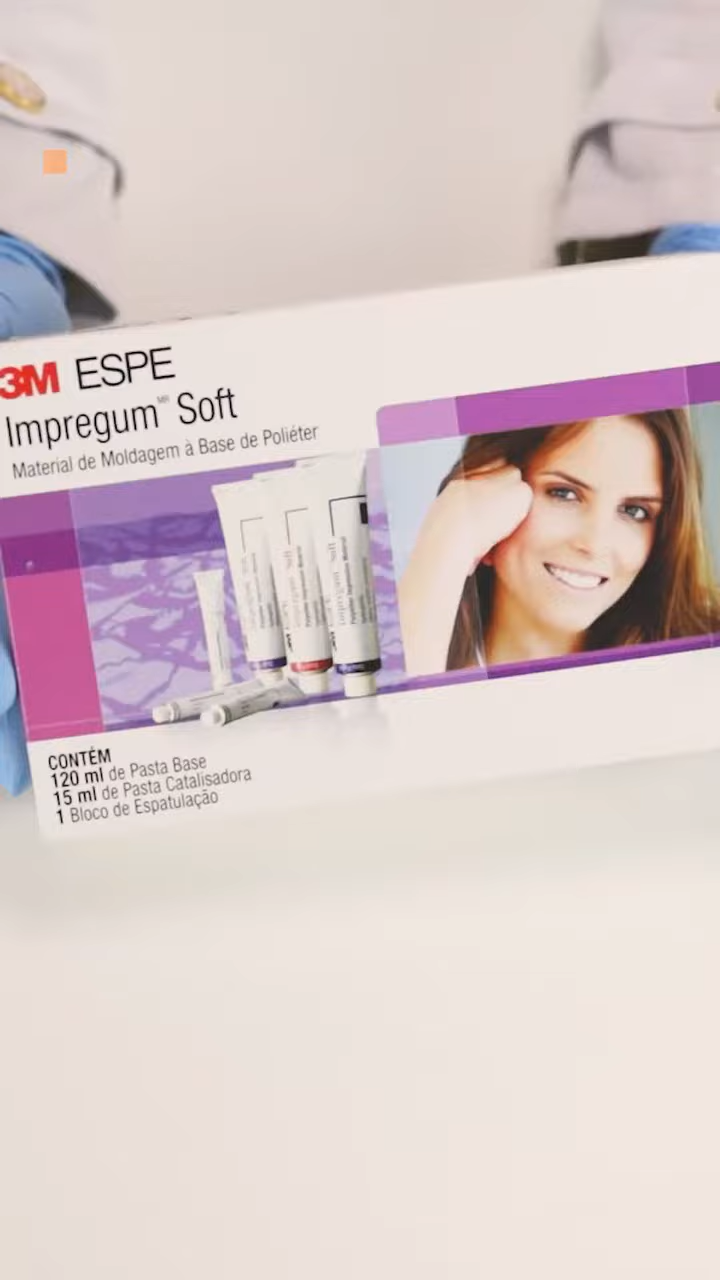 3M ESPE
Impregum MR Soft
Material de Moldagem à Base de Poliéter
CONTÉM
120 ml de Pasta Base
15 ml de Pasta Catalisadora
1 Bloco de Espatulação